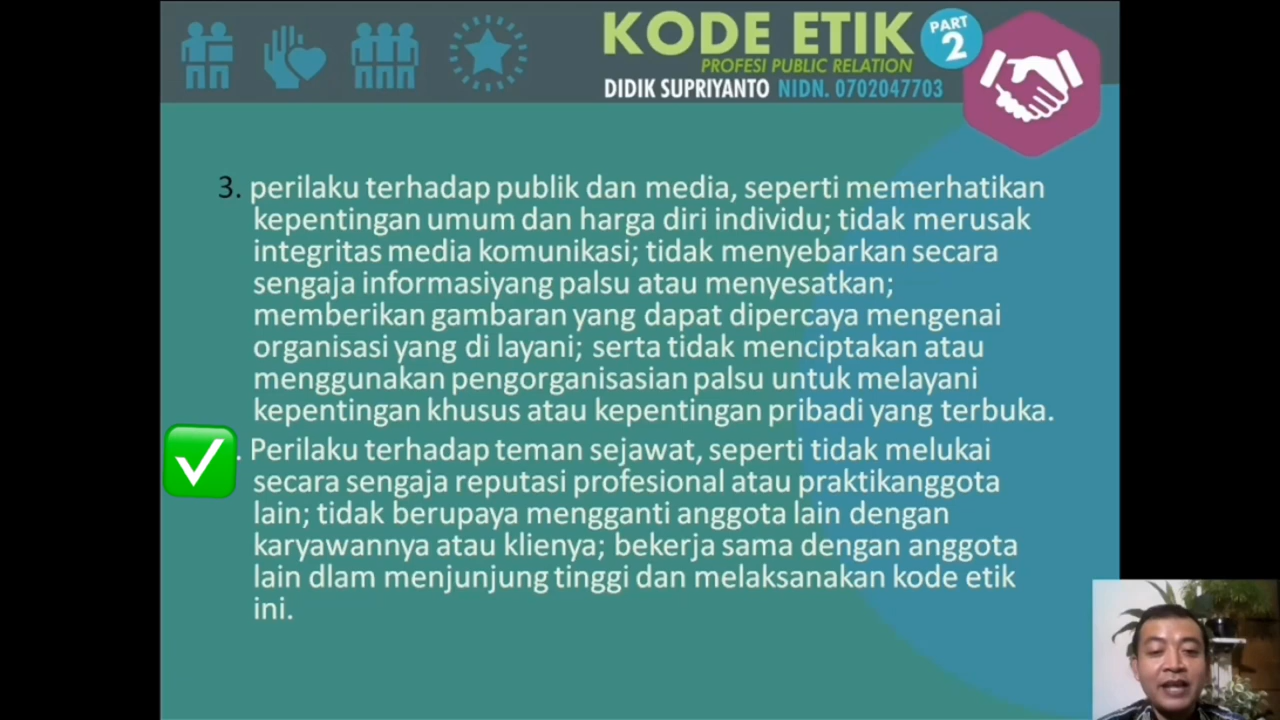 KODE ETIK PART 2
PROFESI PUBLIC RELATION
DIDIK SUPRIYANTO NIDN. 0702047703
3. perilaku terhadap publik dan media, seperti memerhatikan
kepentingan umum dan harga diri individu; tidak merusak
integritas media komunikasi; tidak menyebarkan secara
sengaja informasiyang palsu atau menyesatkan;
memberikan gambaran yang dapat dipercaya mengenai
organisasi yang di layani; serta tidak menciptakan atau
menggunakan pengorganisasian palsu untuk melayani
kepentingan khusus atau kepentingan pribadi yang terbuka.
. Perilaku terhadap teman sejawat, seperti tidak melukai
secara sengaja reputasi profesional atau praktikanggota
lain; tidak berupaya mengganti anggota lain dengan
karyawannya atau klienya; bekerja sama dengan anggota
lain dlam menjunjung tinggi dan melaksanakan kode etik
ini.